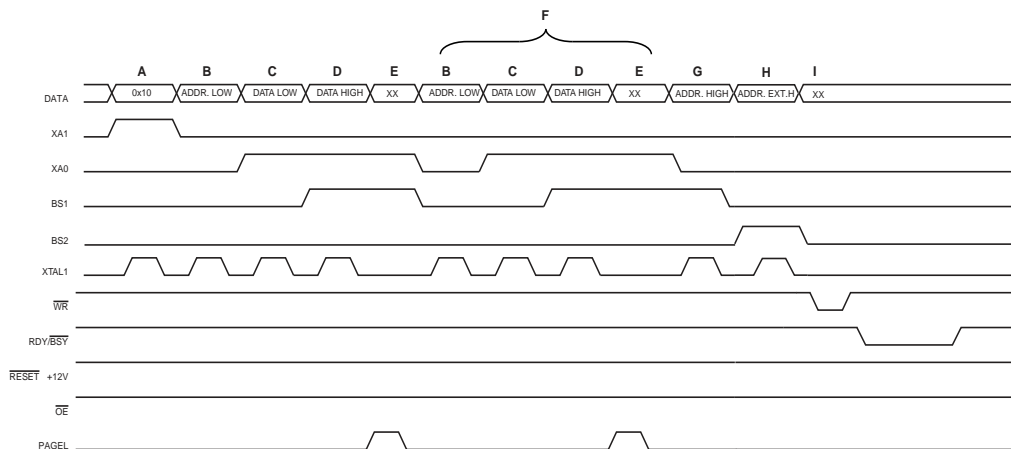 F
A B C D E B C D E G H I
DATA 0x10 ADDR. LOW DATA LOW DATA HIGH XX ADDR. LOW DATA LOW DATA HIGH XX ADDR. HIGH ADDR. EXT.H XX
XA1
XA0
BS1
BS2
XTAL1
WR
RDY/BSY
RESET +12V
OE
PAGEL